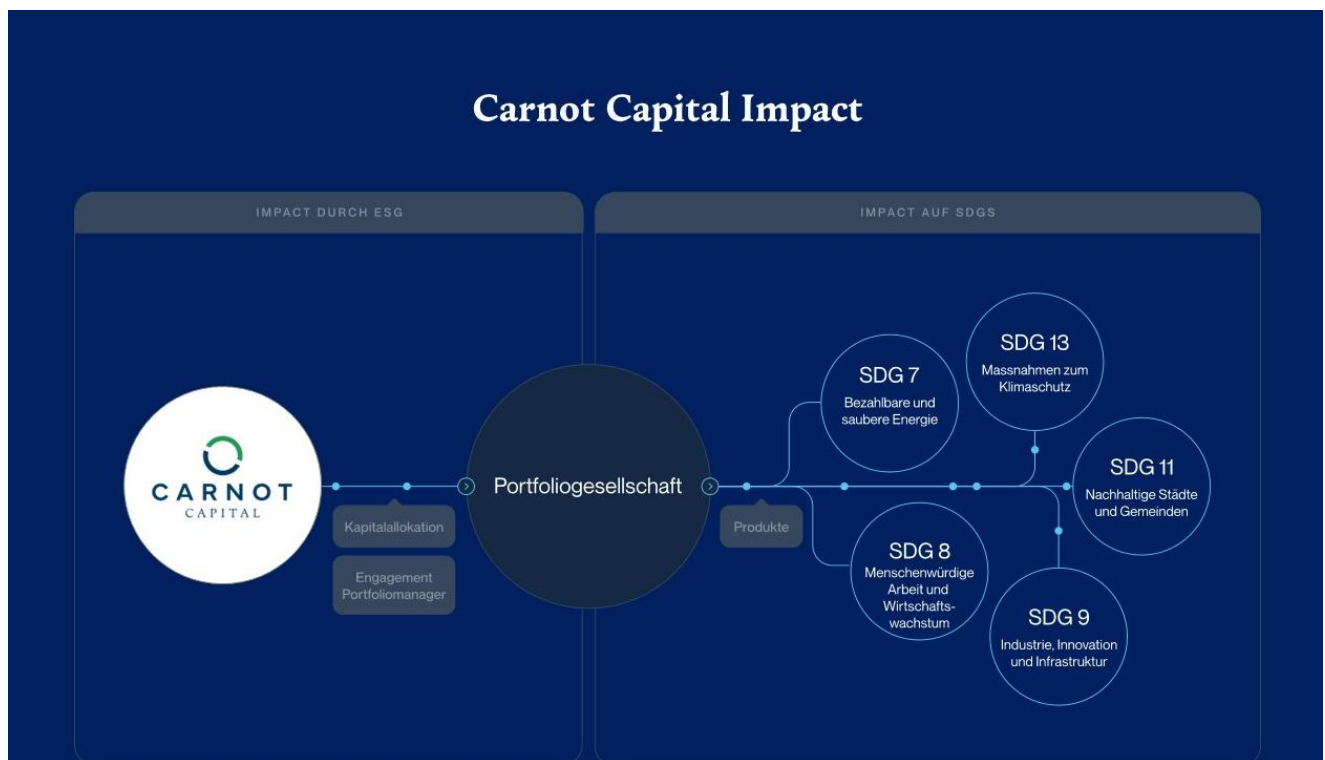 Carnot Capital Impact
IMPACT DURCH ESG
IMPACT AUF SDGS
CARNOT
CAPITAL
Kapitalallokation
Engagement
Portfoliomanager
Portfoliogesellschaft
Produkte
SDG 7
Bezahlbare und
saubere Energie
SDG 13
Massnahmen zum
Klimaschutz
SDG 11
Nachhaltige Städte
und Gemeinden
SDG 8
Menschenwürdige
Arbeit und
Wirtschafts-
wachstum
SDG 9
Industrie, Innovation
und Infrastruktur